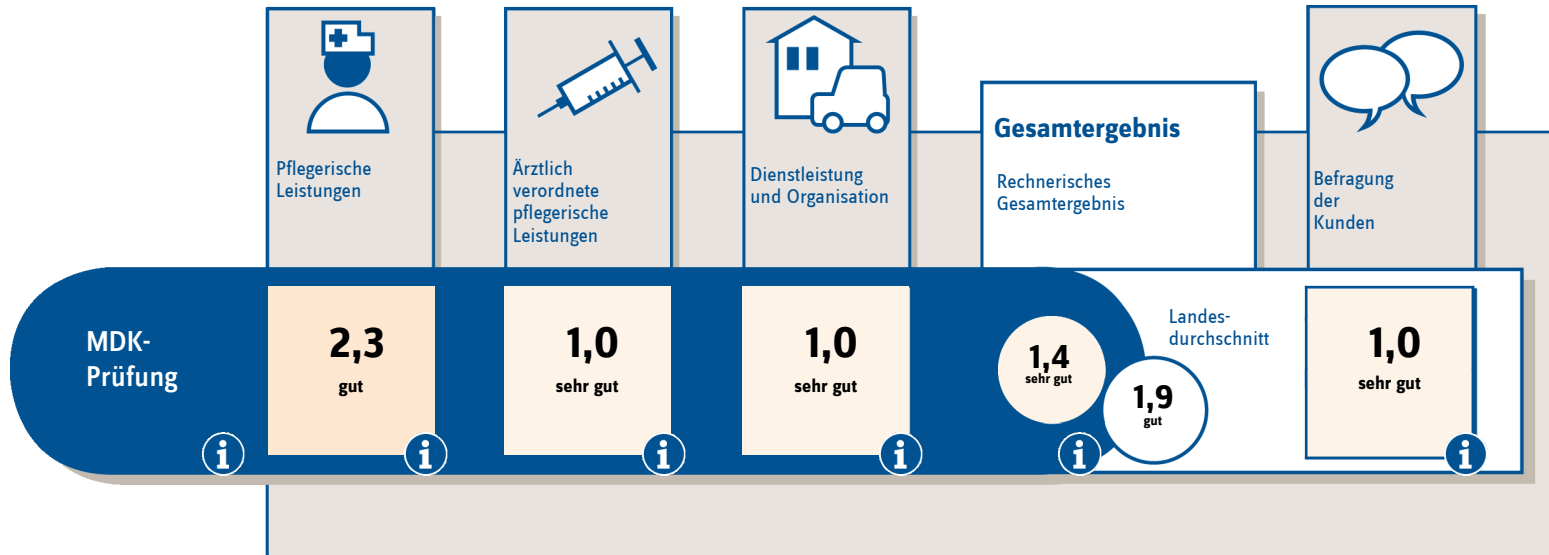 Pflegerische
Leistungen
Ärztlich
verordnete
pflegerische
Leistungen
Dienstleistung
und Organisation
Gesamtergebnis
Rechnerisches
Gesamtergebnis
Befragung
der
Kunden
MDK-
Prüfung
2,3
gut
1,0
sehr gut
1,0
sehr gut
1,4
sehr gut
Landes-
durchschnitt
1,9
gut
1,0
sehr gut
i
i
i
i
i
i